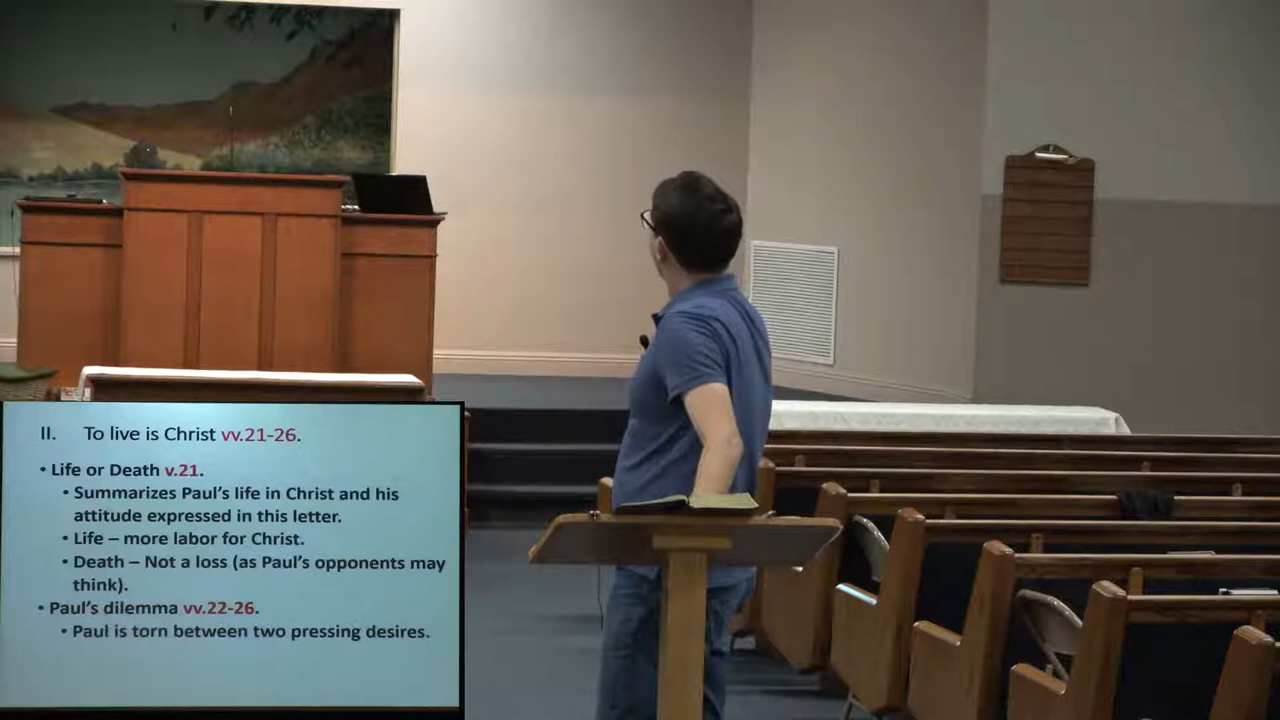 II. To live is Christ vv.21-26.
• Life or Death v.21.
• Summarizes Paul's life in Christ and his
attitude expressed in this letter.
• Life – more labor for Christ.
• Death – Not a loss (as Paul's opponents may
think).
• Paul's dilemma vv.22-26.
• Paul is torn between two pressing desires.